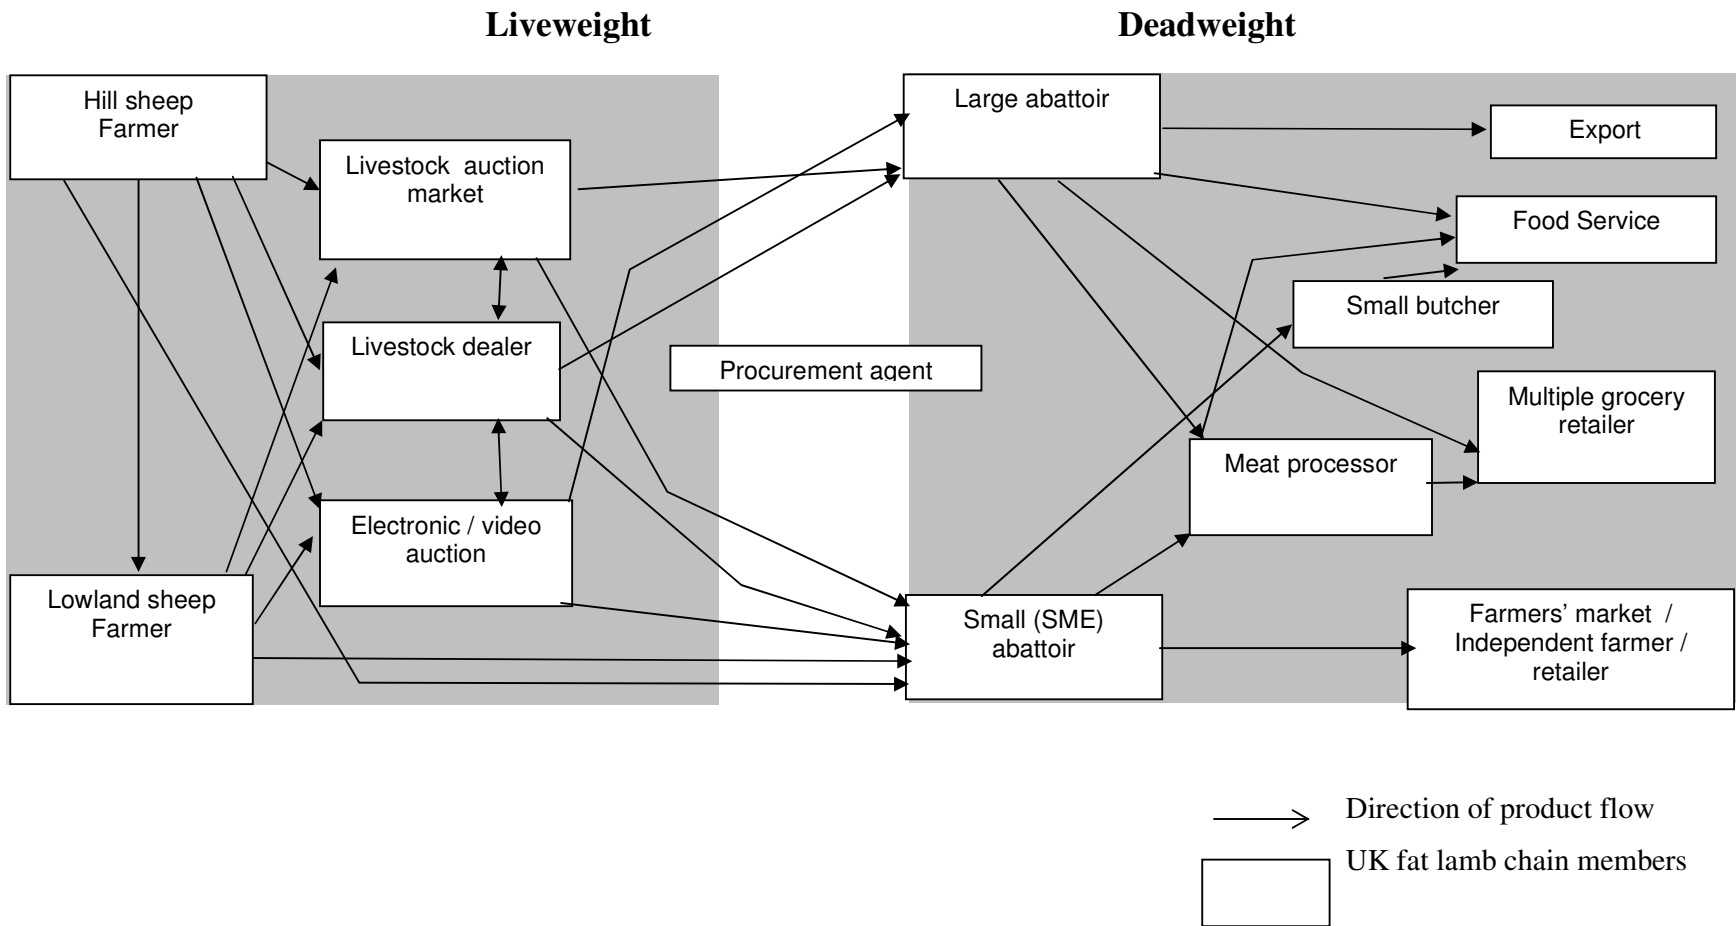 Liveweight
Deadweight
Hill sheep
Farmer
Livestock auction
market
Livestock dealer
Electronic / video
auction
Lowland sheep
Farmer
Procurement agent
Large abattoir
Export
Food Service
Small butcher
Multiple grocery
retailer
Meat processor
Small (SME)
abattoir
Farmers’ market /
Independent farmer /
retailer
Direction of product flow
UK fat lamb chain members